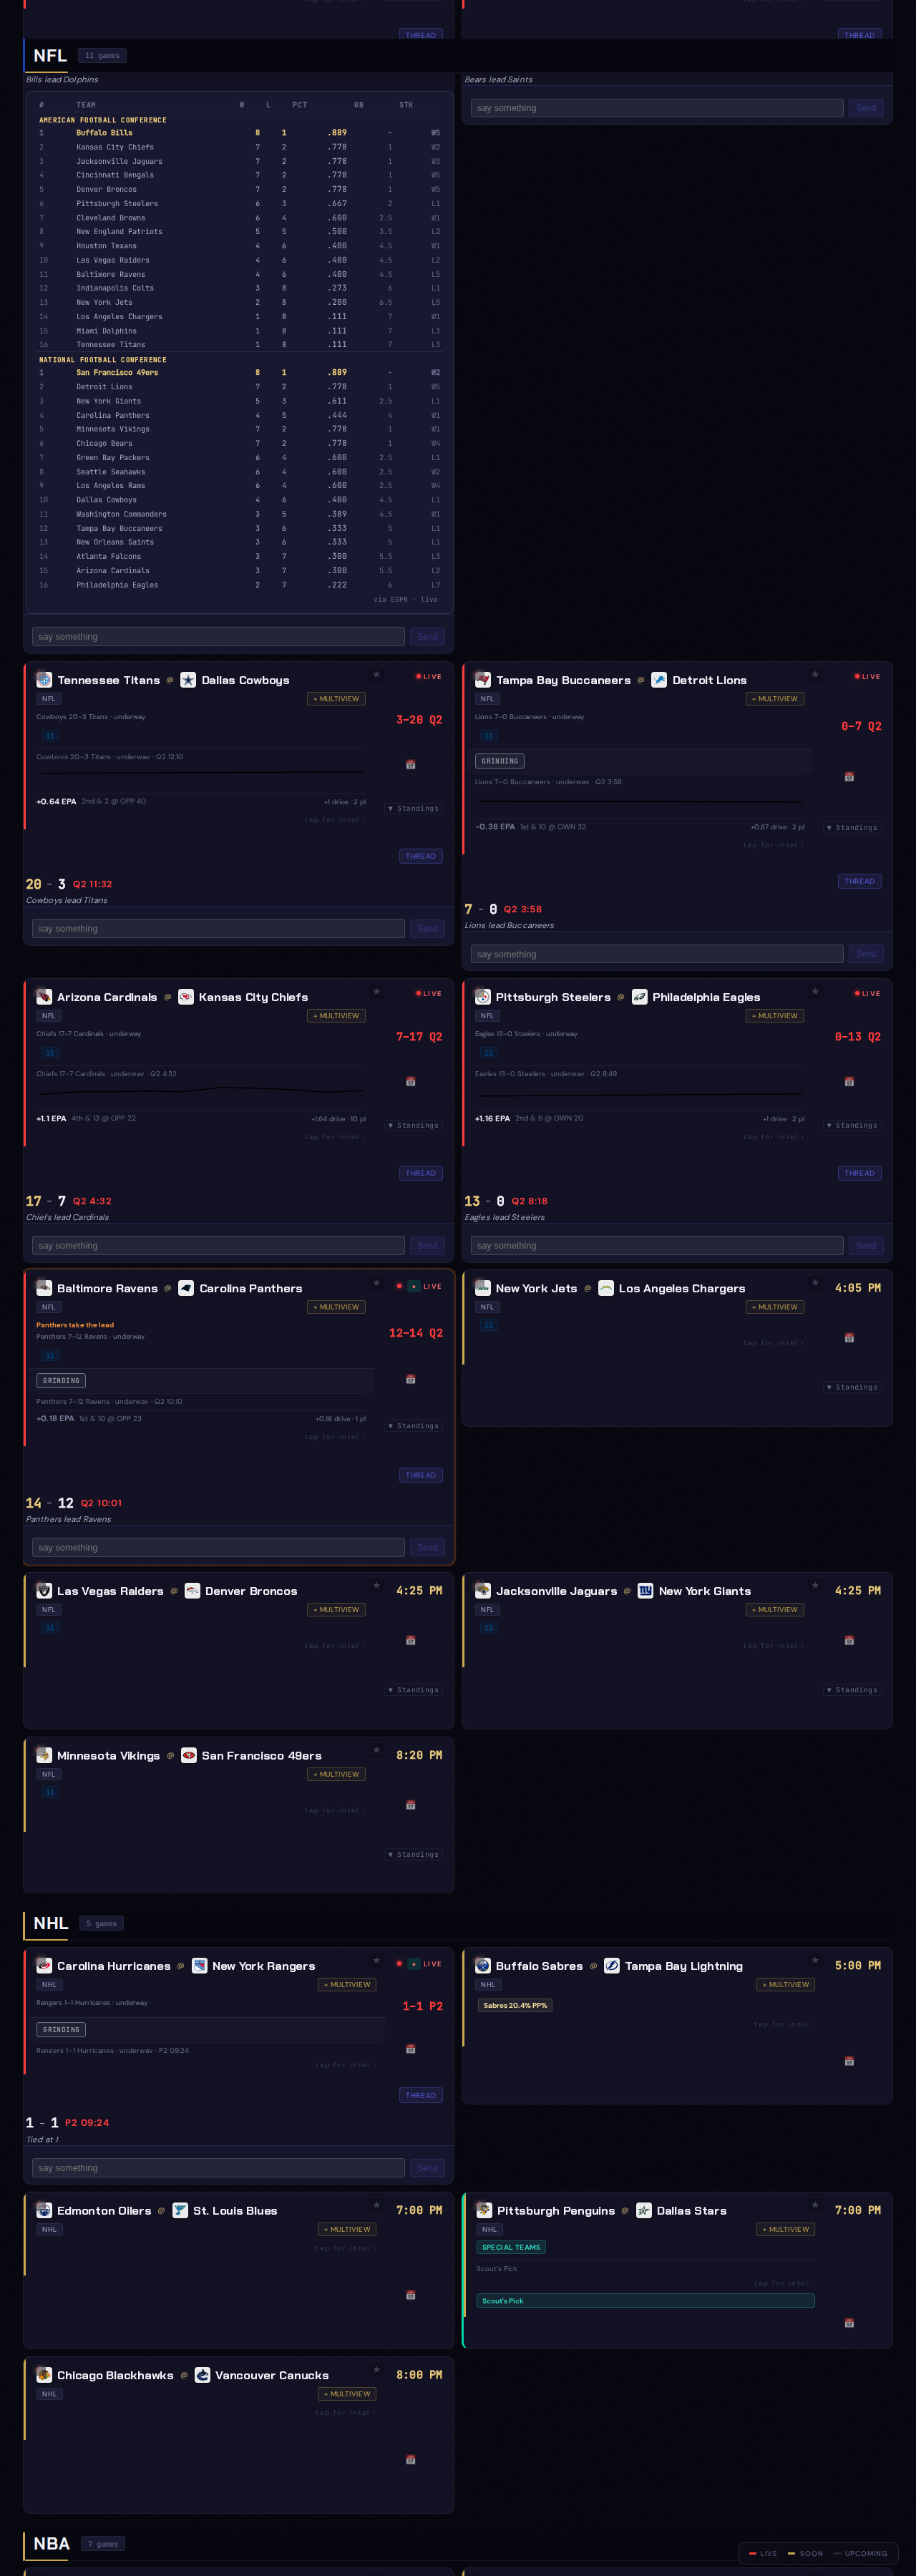 THREAD
THREAD
NFL 11 games
Bills lead Dolphins
# TEAM W L PCT GB STK
AMERICAN FOOTBALL CONFERENCE
1 Buffalo Bills 8 1 .889 - W5
2 Kansas City Chiefs 7 2 .778 1 W2
3 Jacksonville Jaguars 7 2 .778 1 W3
4 Cincinnati Bengals 7 2 .778 1 W5
5 Denver Broncos 7 2 .778 1 W5
6 Pittsburgh Steelers 6 3 .667 2 L1
7 Cleveland Browns 6 4 .600 2.5 W1
8 New England Patriots 5 5 .500 3.5 L2
9 Houston Texans 4 6 .400 4.5 W1
10 Las Vegas Raiders 4 6 .400 4.5 L2
11 Baltimore Ravens 4 6 .400 4.5 L5
12 Indianapolis Colts 3 8 .273 6 L1
13 New York Jets 2 8 .200 6.5 L5
14 Los Angeles Chargers 1 8 .111 7 W1
15 Miami Dolphins 1 8 .111 7 L3
16 Tennessee Titans 1 8 .111 7 L3
NATIONAL FOOTBALL CONFERENCE
1 San Francisco 49ers 8 1 .889 - W2
2 Detroit Lions 7 2 .778 1 W5
3 New York Giants 5 3 .611 2.5 L1
4 Carolina Panthers 4 5 .444 4 W1
5 Minnesota Vikings 7 2 .778 1 W1
6 Chicago Bears 7 2 .778 1 W4
7 Green Bay Packers 6 4 .600 2.5 L1
8 Seattle Seahawks 6 4 .600 2.5 W2
9 Los Angeles Rams 6 4 .600 2.5 W4
10 Dallas Cowboys 4 6 .400 4.5 L1
11 Washington Commanders 3 5 .389 4.5 W1
12 Tampa Bay Buccaneers 3 6 .333 5 L1
13 New Orleans Saints 3 6 .333 5 L1
14 Atlanta Falcons 3 7 .300 5.5 L3
15 Arizona Cardinals 3 7 .300 5.5 L2
16 Philadelphia Eagles 2 7 .222 6 L7
via ESPN · live
say something Send
Bears lead Saints
say something Send
Tennessee Titans @ Dallas Cowboys LIVE
NFL + MULTIVIEW
Cowboys 20–3 Titans · underway 3–20 Q2
11
Cowboys 20–3 Titans · underway · Q2 12:10
+0.64 EPA 2nd & 2 @ OPP 40 +1 drive · 2 pl
▼ Standings
tap for intel ›
THREAD
20 – 3 Q2 11:32
Cowboys lead Titans
say something Send
Tampa Bay Buccaneers @ Detroit Lions LIVE
NFL + MULTIVIEW
Lions 7–0 Buccaneers · underway 0–7 Q2
11
GRINDING
Lions 7–0 Buccaneers · underway · Q2 3:58
−0.38 EPA 1st & 10 @ OWN 32 +0.87 drive · 2 pl
▼ Standings
tap for intel ›
THREAD
7 – 0 Q2 3:58
Lions lead Buccaneers
say something Send
Arizona Cardinals @ Kansas City Chiefs LIVE
NFL + MULTIVIEW
Chiefs 17–7 Cardinals · underway 7–17 Q2
11
Chiefs 17–7 Cardinals · underway · Q2 4:32
+1.1 EPA 4th & 13 @ OPP 22 +1.64 drive · 10 pl
▼ Standings
tap for intel ›
THREAD
17 – 7 Q2 4:32
Chiefs lead Cardinals
say something Send
Pittsburgh Steelers @ Philadelphia Eagles LIVE
NFL + MULTIVIEW
Eagles 13–0 Steelers · underway 0–13 Q2
11
Eagles 13–0 Steelers · underway · Q2 8:49
+1.16 EPA 2nd & 6 @ OWN 20 +1 drive · 2 pl
▼ Standings
tap for intel ›
THREAD
13 – 0 Q2 8:18
Eagles lead Steelers
say something Send
Baltimore Ravens @ Carolina Panthers LIVE
NFL + MULTIVIEW
Panthers take the lead
Panthers 7–12 Ravens · underway 12–14 Q2
11
GRINDING
Panthers 7–12 Ravens · underway · Q2 10:10
+0.18 EPA 1st & 10 @ OPP 23 +0.18 drive · 1 pl
▼ Standings
tap for intel ›
THREAD
14 – 12 Q2 10:01
Panthers lead Ravens
say something Send
New York Jets @ Los Angeles Chargers 4:05 PM
NFL + MULTIVIEW
11
tap for intel ›
▼ Standings
Las Vegas Raiders @ Denver Broncos 4:25 PM
NFL + MULTIVIEW
11
tap for intel ›
▼ Standings
Jacksonville Jaguars @ New York Giants 4:25 PM
NFL + MULTIVIEW
11
tap for intel ›
▼ Standings
Minnesota Vikings @ San Francisco 49ers 8:20 PM
NFL + MULTIVIEW
11
tap for intel ›
▼ Standings
NHL 5 games
Carolina Hurricanes @ New York Rangers LIVE
NHL + MULTIVIEW
Rangers 1–1 Hurricanes · underway 1–1 P2
GRINDING
Rangers 1–1 Hurricanes · underway · P2 09:24
tap for intel ›
THREAD
1 – 1 P2 09:24
Tied at 1
say something Send
Buffalo Sabres @ Tampa Bay Lightning 5:00 PM
NHL + MULTIVIEW
Sabres 20.4% PP%
tap for intel ›
Edmonton Oilers @ St. Louis Blues 7:00 PM
NHL + MULTIVIEW
tap for intel ›
Pittsburgh Penguins @ Dallas Stars 7:00 PM
NHL + MULTIVIEW
SPECIAL TEAMS
Scout's Pick
tap for intel ›
Scout's Pick
Chicago Blackhawks @ Vancouver Canucks 8:00 PM
NHL + MULTIVIEW
tap for intel ›
NBA 7 games
LIVE SOON UPCOMING